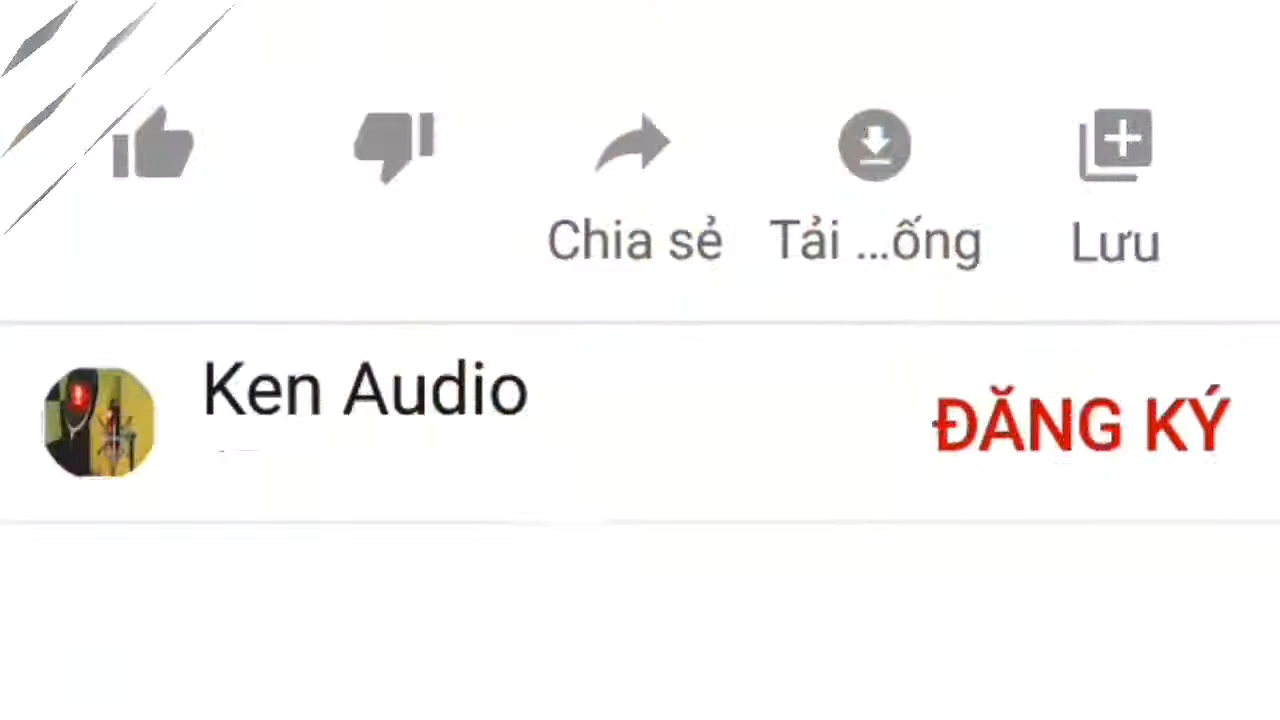 Chia sẻ Tải ...ống Lưu
Ken Audio
ĐĂNG KÝ